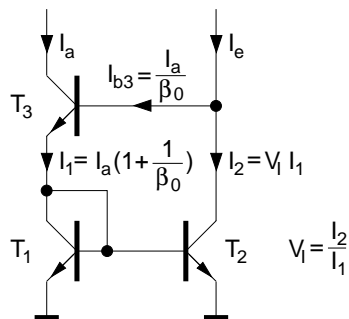 I_a
I_e
I_b3 = I_a/β_0
T_3
I_1 = I_a(1+ 1/β_0)
I_2 = V_I I_1
T_1
T_2
V_I = I_2/I_1